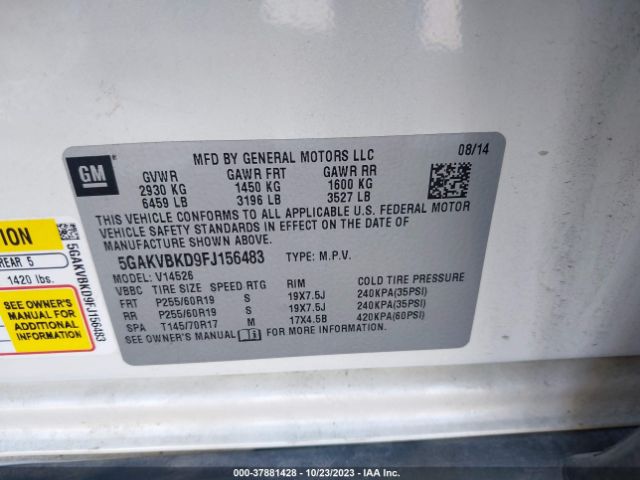 GM
MFD BY GENERAL MOTORS LLC
08/14
GVWR GAWR FRT GAWR RR
2930 KG 1450 KG 1600 KG
6459 LB 3196 LB 3527 LB
THIS VEHICLE CONFORMS TO ALL APPLICABLE U.S. FEDERAL MOTOR
VEHICLE SAFETY STANDARDS IN EFFECT ON THE DATE OF
MANUFACTURE SHOWN ABOVE.
5GAKVBKD9FJ156483 TYPE: M.P.V.
MODEL: V14526
VBBC TIRE SIZE SPEED RTG RIM COLD TIRE PRESSURE
FRT P255/60R19 S 19X7.5J 240KPA(35PSI)
RR P255/60R19 S 19X7.5J 240KPA(35PSI)
SPA T145/70R17 M 17X4.5B 420KPA(60PSI)
SEE OWNER'S MANUAL FOR MORE INFORMATION.
ION
REAR 5
1420 lbs.
SEE OWNER'S
MANUAL FOR
ADDITIONAL
INFORMATION
5GAKVBKD9FJ156483
000-37881428 - 10/23/2023 - IAA Inc.